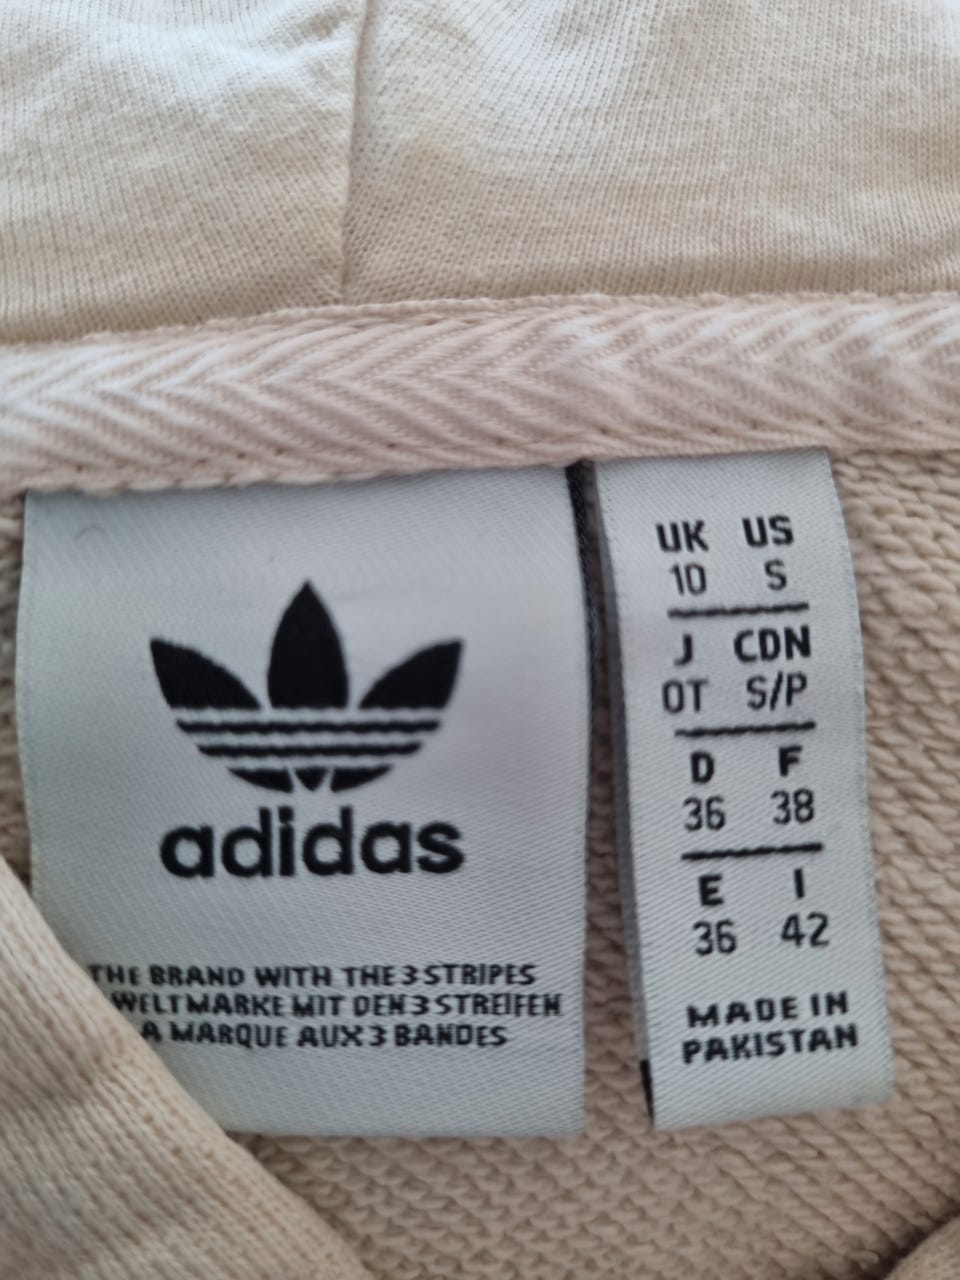 adidas
THE BRAND WITH THE 3 STRIPES
WELTMARKE MIT DEN 3 STREIFEN
A MARQUE AUX 3 BANDES
UK US
10 S
J CDN
OT S/P
D F
36 38
E I
36 42
MADE IN
PAKISTAN